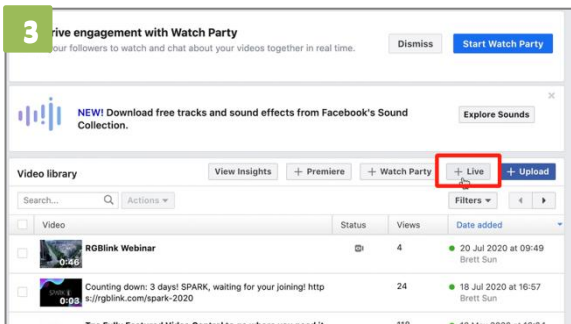 3
rive engagement with Watch Party
our followers to watch and chat about your videos together in real time.
Dismiss
Start Watch Party
NEW! Download free tracks and sound effects from Facebook's Sound
Collection.
Explore Sounds
Video library
View Insights
+ Premiere
+ Watch Party
+ Live
+ Upload
Search...
Actions
Filters
Video
Status
Views
Date added
0:46
RGBlink Webinar
4
20 Jul 2020 at 09:49
Brett Sun
SPARK
0:03
Counting down: 3 days! SPARK, waiting for your joining! http
s://rgblink.com/spark-2020
24
18 Jul 2020 at 16:57
Brett Sun